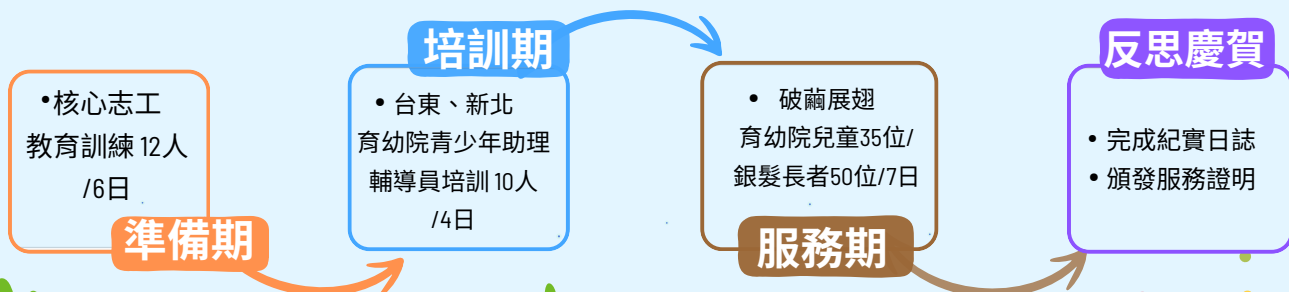 準備期
•核心志工
教育訓練 12人
/6日
培訓期
• 台東、新北
育幼院青少年助理
輔導員培訓 10人
/4日
服務期
• 破繭展翅
育幼院兒童35位/
銀髮長者50位/7日
反思慶賀
• 完成紀實日誌
• 頒發服務證明